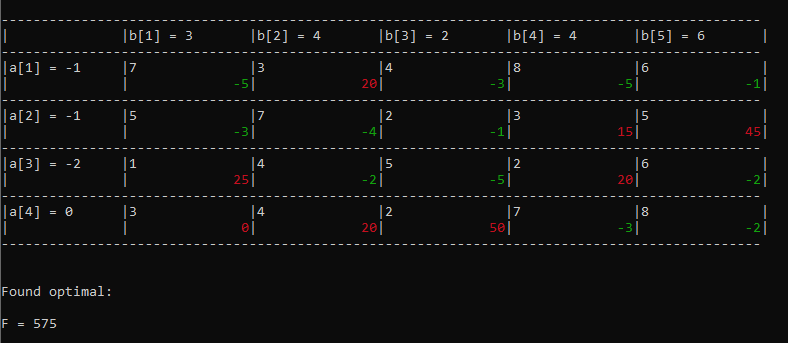 -----------------------------------------------------------------------------------------------
|              |b[1] = 3       |b[2] = 4       |b[3] = 2       |b[4] = 4       |b[5] = 6       |
-----------------------------------------------------------------------------------------------
|a[1] = -1     |7              |3              |4              |8              |6              |
|              |             -5|             20|             -3|             -5|             -1|
-----------------------------------------------------------------------------------------------
|a[2] = -1     |5              |7              |2              |3              |5              |
|              |             -3|             -4|             -1|             15|             45|
-----------------------------------------------------------------------------------------------
|a[3] = -2     |1              |4              |5              |2              |6              |
|              |             25|             -2|             -5|             20|             -2|
-----------------------------------------------------------------------------------------------
|a[4] = 0      |3              |4              |2              |7              |8              |
|              |              0|             20|             50|             -3|             -2|
-----------------------------------------------------------------------------------------------
Found optimal:
F = 575